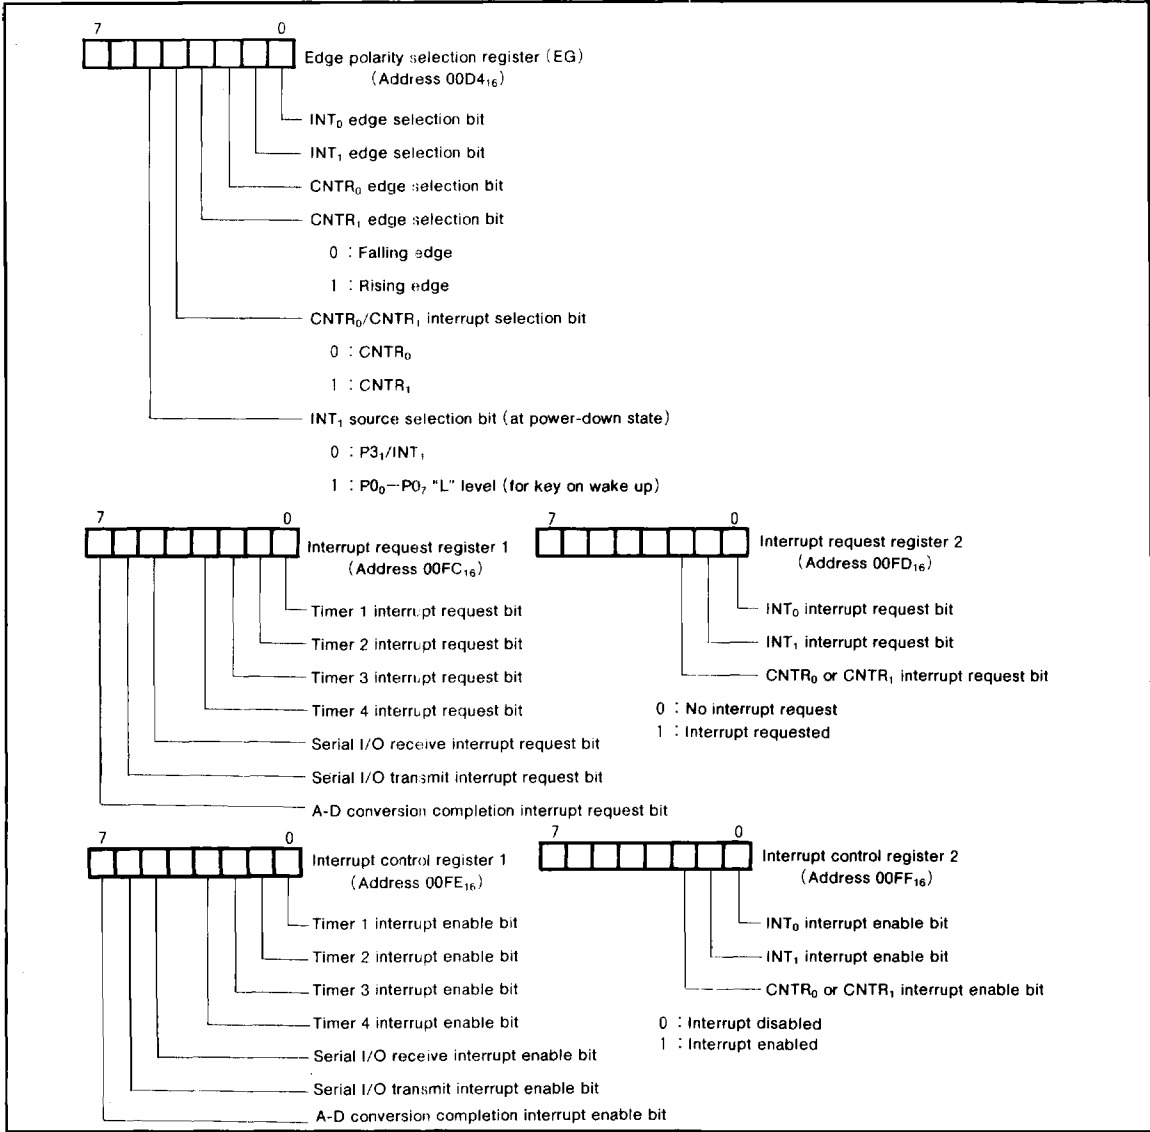 7 0
Edge polarity selection register (EG)
(Address 00D4₁₆)
INT₀ edge selection bit
INT₁ edge selection bit
CNTR₀ edge selection bit
CNTR₁ edge selection bit
0 : Falling edge
1 : Rising edge
CNTR₀/CNTR₁ interrupt selection bit
0 : CNTR₀
1 : CNTR₁
INT₁ source selection bit (at power-down state)
0 : P3₁/INT₁
1 : P0₀—P0₇ "L" level (for key on wake up)
7 0
Interrupt request register 1
(Address 00FC₁₆)
Timer 1 interrupt request bit
Timer 2 interrupt request bit
Timer 3 interrupt request bit
Timer 4 interrupt request bit
Serial I/O receive interrupt request bit
Serial I/O transmit interrupt request bit
A-D conversion completion interrupt request bit
7 0
Interrupt request register 2
(Address 00FD₁₆)
INT₀ interrupt request bit
INT₁ interrupt request bit
CNTR₀ or CNTR₁ interrupt request bit
0 : No interrupt request
1 : Interrupt requested
7 0
Interrupt control register 1
(Address 00FE₁₆)
Timer 1 interrupt enable bit
Timer 2 interrupt enable bit
Timer 3 interrupt enable bit
Timer 4 interrupt enable bit
Serial I/O receive interrupt enable bit
Serial I/O transmit interrupt enable bit
A-D conversion completion interrupt enable bit
7 0
Interrupt control register 2
(Address 00FF₁₆)
INT₀ interrupt enable bit
INT₁ interrupt enable bit
CNTR₀ or CNTR₁ interrupt enable bit
0 : Interrupt disabled
1 : Interrupt enabled